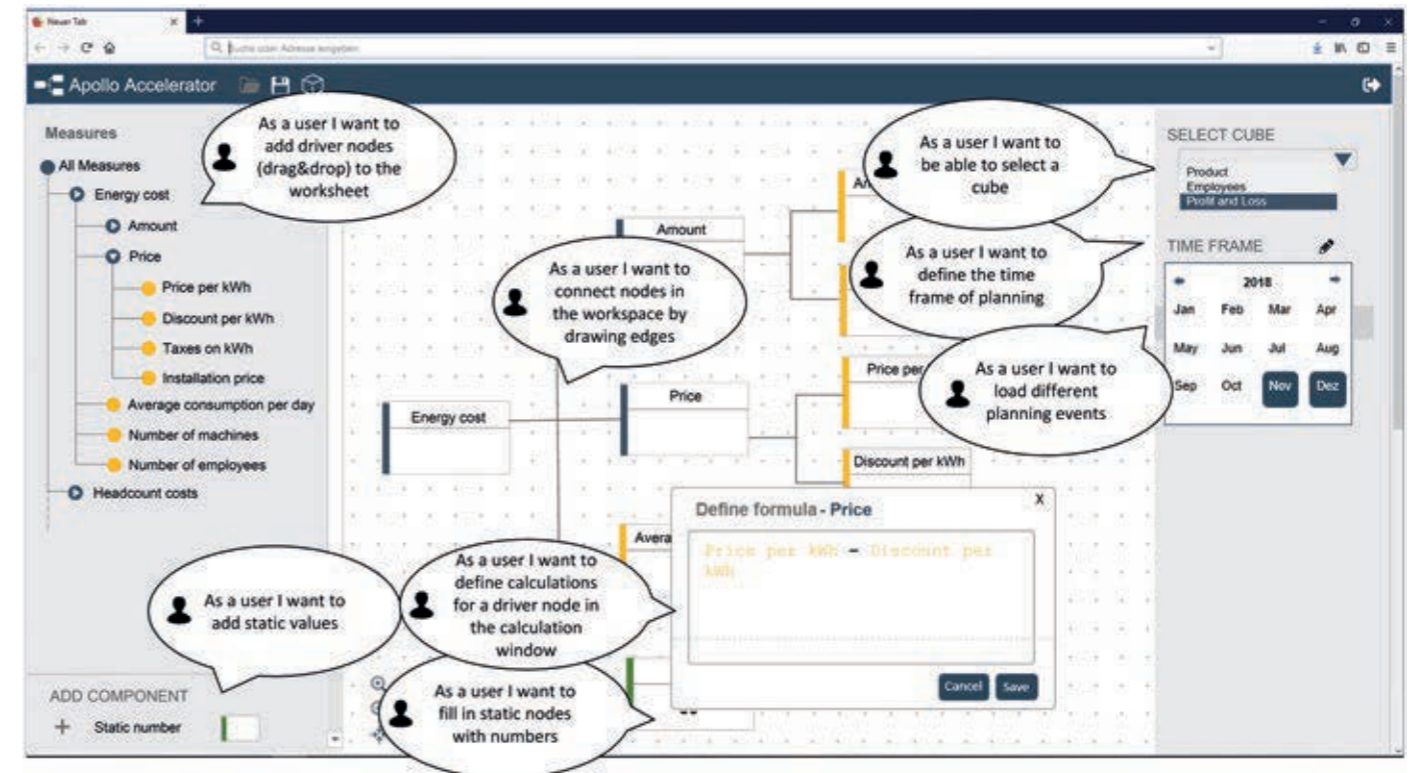 Neuer Tab
Suche oder Adresse eingeben
Apollo Accelerator
Measures
All Measures
Energy cost
Amount
Price
Price per kWh
Discount per kWh
Taxes on kWh
Installation price
Average consumption per day
Number of machines
Number of employees
Headcount costs
ADD COMPONENT
Static number
As a user I want to
add driver nodes
(drag&drop) to the
worksheet
As a user I want to
connect nodes in
the workspace by
drawing edges
As a user I want to
add static values
As a user I want to
define calculations
for a driver node in
the calculation
window
As a user I want to
fill in static nodes
with numbers
Amount
Energy cost
Price
Price per
Discount per kWh
Define formula - Price
X
Price per kWh - Discount per
kWh
Cancel
Save
As a user I want to
be able to select a
cube
As a user I want to
define the time
frame of planning
As a user I want to
load different
planning events
SELECT CUBE
Product
Employees
Profit and Loss
TIME FRAME
2018
Jan Feb Mar Apr
May Jun Jul Aug
Sep Oct Nov Dez